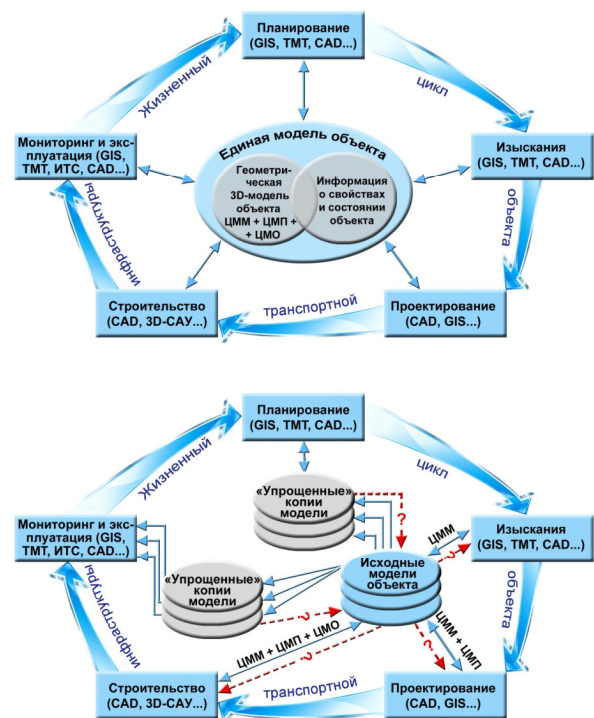 Планирование
(GIS, TMT, CAD...)
Жизненный
цикл
Мониторинг и экс-
плуатация (GIS,
TMT, ИТС, CAD...)
Единая модель объекта
Геометри-
ческая
3D-модель
объекта
ЦММ + ЦМП +
+ ЦМО
Информация
о свойствах
и состоянии
объекта
Изыскания
(GIS, TMT, CAD...)
объекта
инфраструктуры
транспортной
Строительство
(CAD, 3D-САУ...)
Проектирование
(CAD, GIS...)
Планирование
(GIS, TMT, CAD...)
Жизненный
цикл
«Упрощенные»
копии
модели
?
Мониторинг и экс-
плуатация (GIS,
TMT, ИТС, CAD...)
ЦММ
?
Изыскания
(GIS, TMT, CAD...)
Исходные
модели
объекта
«Упрощенные»
копии
модели
?
объекта
инфраструктуры
ЦММ + ЦМП + ЦМО
?
ЦММ + ЦМП
?
транспортной
Строительство
(CAD, 3D-САУ...)
Проектирование
(CAD, GIS...)